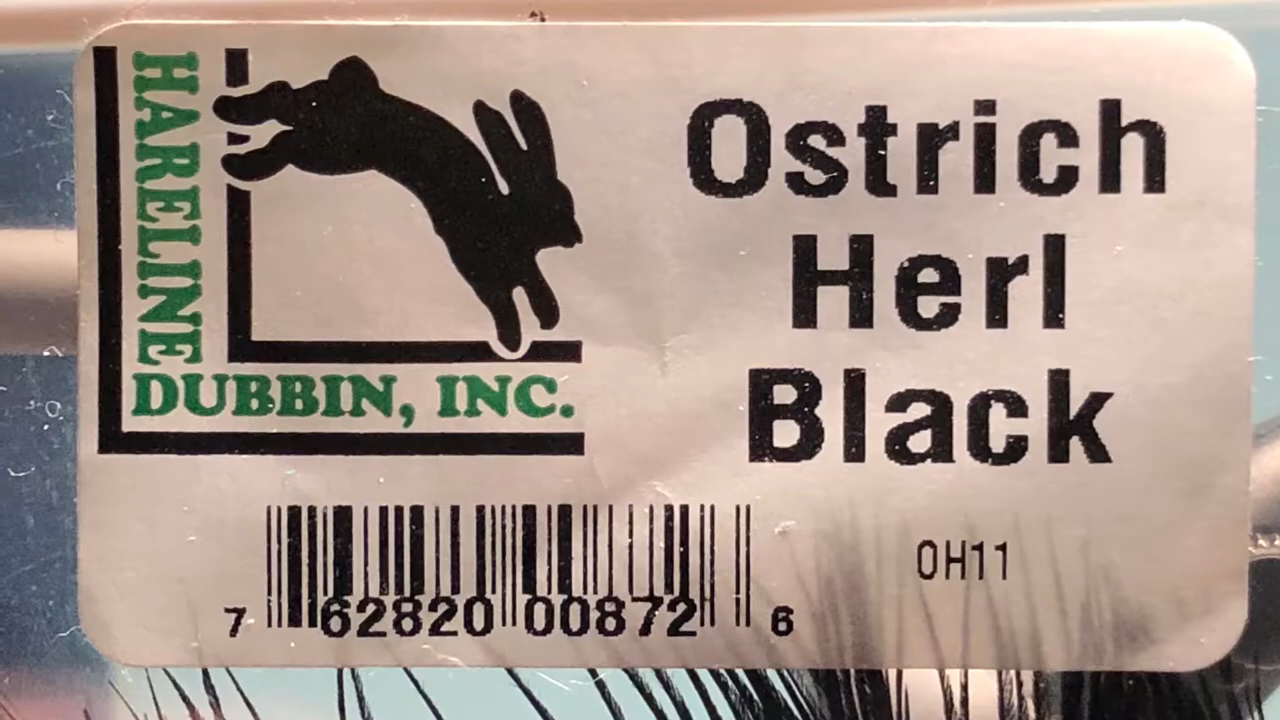 HARELINE
DUBBIN, INC.
Ostrich
Herl
Black
OH11
7 62820 00872 6